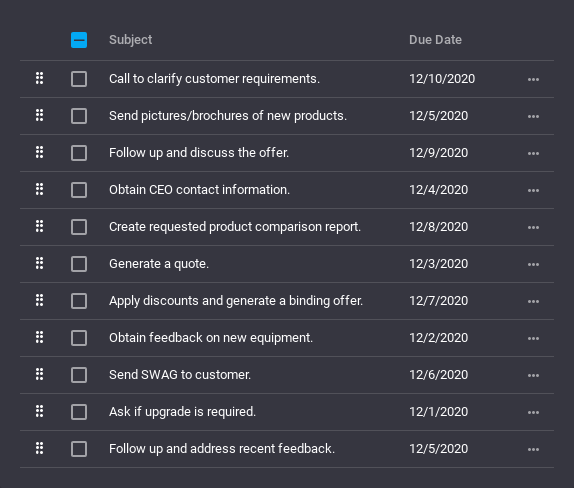 Subject Due Date
Call to clarify customer requirements. 12/10/2020
Send pictures/brochures of new products. 12/5/2020
Follow up and discuss the offer. 12/9/2020
Obtain CEO contact information. 12/4/2020
Create requested product comparison report. 12/8/2020
Generate a quote. 12/3/2020
Apply discounts and generate a binding offer. 12/7/2020
Obtain feedback on new equipment. 12/2/2020
Send SWAG to customer. 12/6/2020
Ask if upgrade is required. 12/1/2020
Follow up and address recent feedback. 12/5/2020